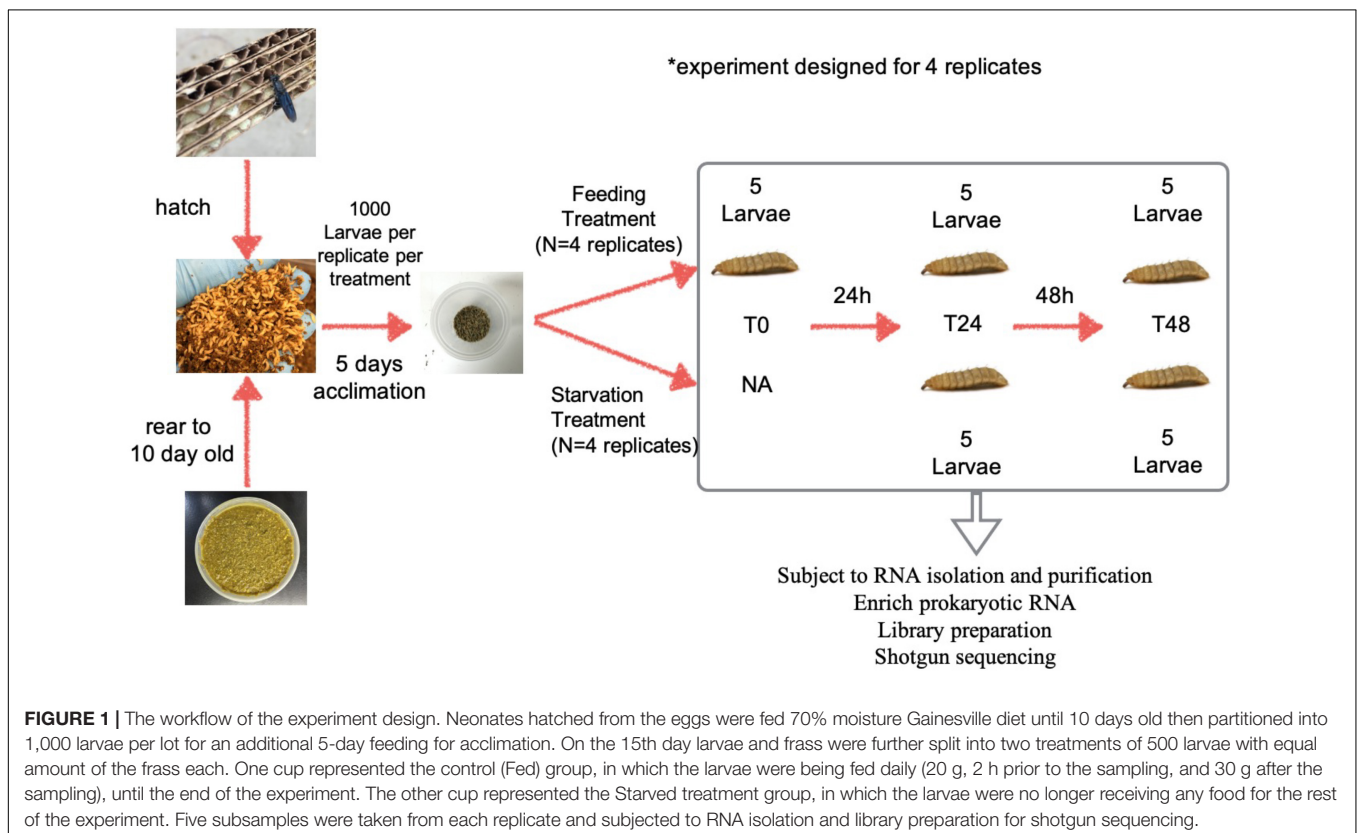 *experiment designed for 4 replicates
hatch
1000
Larvae per
replicate per
treatment
5 days
acclimation
rear to
10 day old
Feeding
Treatment
(N=4 replicates)
Starvation
Treatment
(N=4 replicates)
5
Larvae
5
Larvae
5
Larvae
T0
24h
T24
48h
T48
NA
5
Larvae
5
Larvae
Subject to RNA isolation and purification
Enrich prokaryotic RNA
Library preparation
Shotgun sequencing
FIGURE 1 | The workflow of the experiment design. Neonates hatched from the eggs were fed 70% moisture Gainesville diet until 10 days old then partitioned into
1,000 larvae per lot for an additional 5-day feeding for acclimation. On the 15th day larvae and frass were further split into two treatments of 500 larvae with equal
amount of the frass each. One cup represented the control (Fed) group, in which the larvae were being fed daily (20 g, 2 h prior to the sampling, and 30 g after the
sampling), until the end of the experiment. The other cup represented the Starved treatment group, in which the larvae were no longer receiving any food for the rest
of the experiment. Five subsamples were taken from each replicate and subjected to RNA isolation and library preparation for shotgun sequencing.